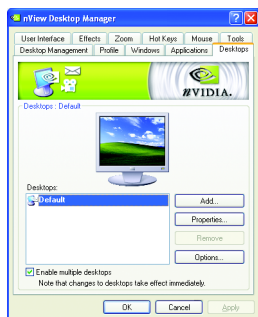 nView Desktop Manager
User Interface Effects Zoom Hot Keys Mouse Tools
Desktop Management Profile Windows Applications Desktops
nVIDIA.
Desktops : Default
Desktops:
Default
Add...
Properties...
Remove
Options...
Enable multiple desktops
Note that changes to desktops take effect immediately.
OK Cancel Apply